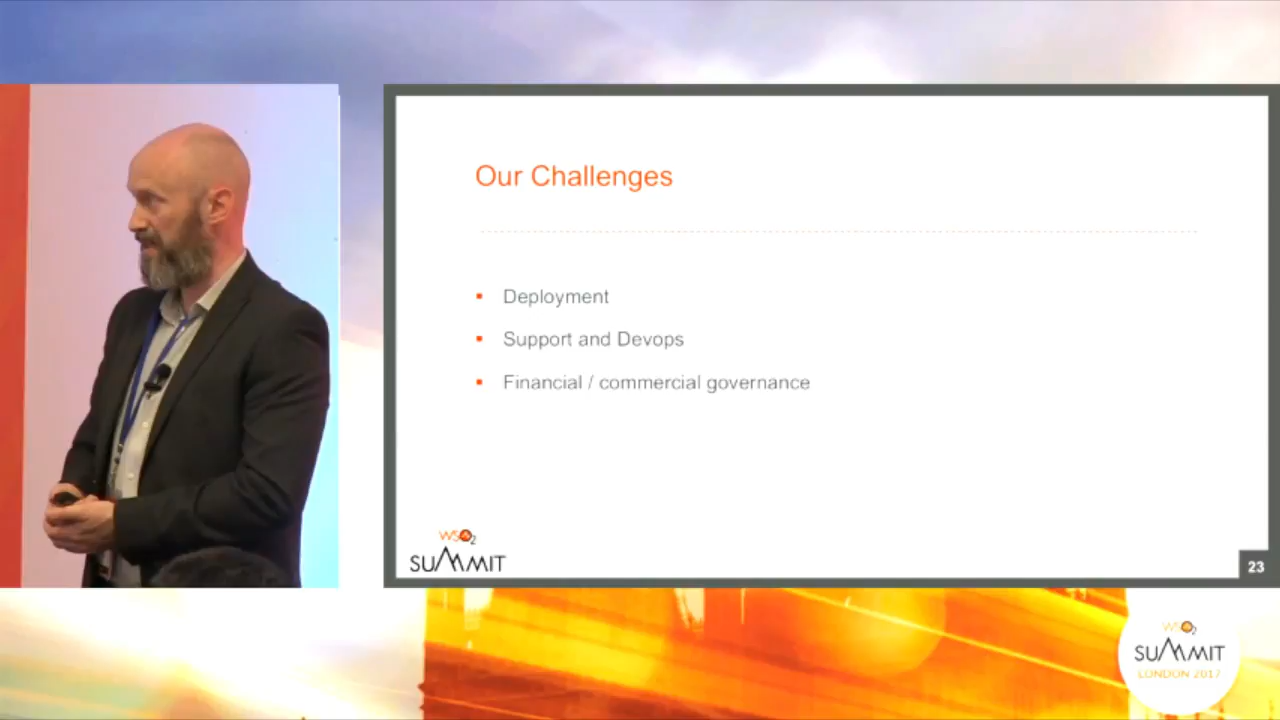 Our Challenges
Deployment
Support and Devops
Financial / commercial governance
WSO2
SUMMIT
23
WSO2
SUMMIT
LONDON 2017